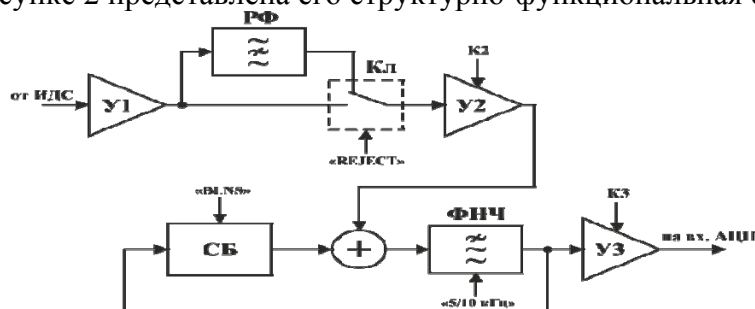 сунке 2 представлена его структурно-функциональная
РФ
Кл
К2
от ИДС
У1
У2
«REJECT»
«BLNS»
ФНЧ
К3
СБ
+
У3
на вх. АЦП
«5/10 кГц»